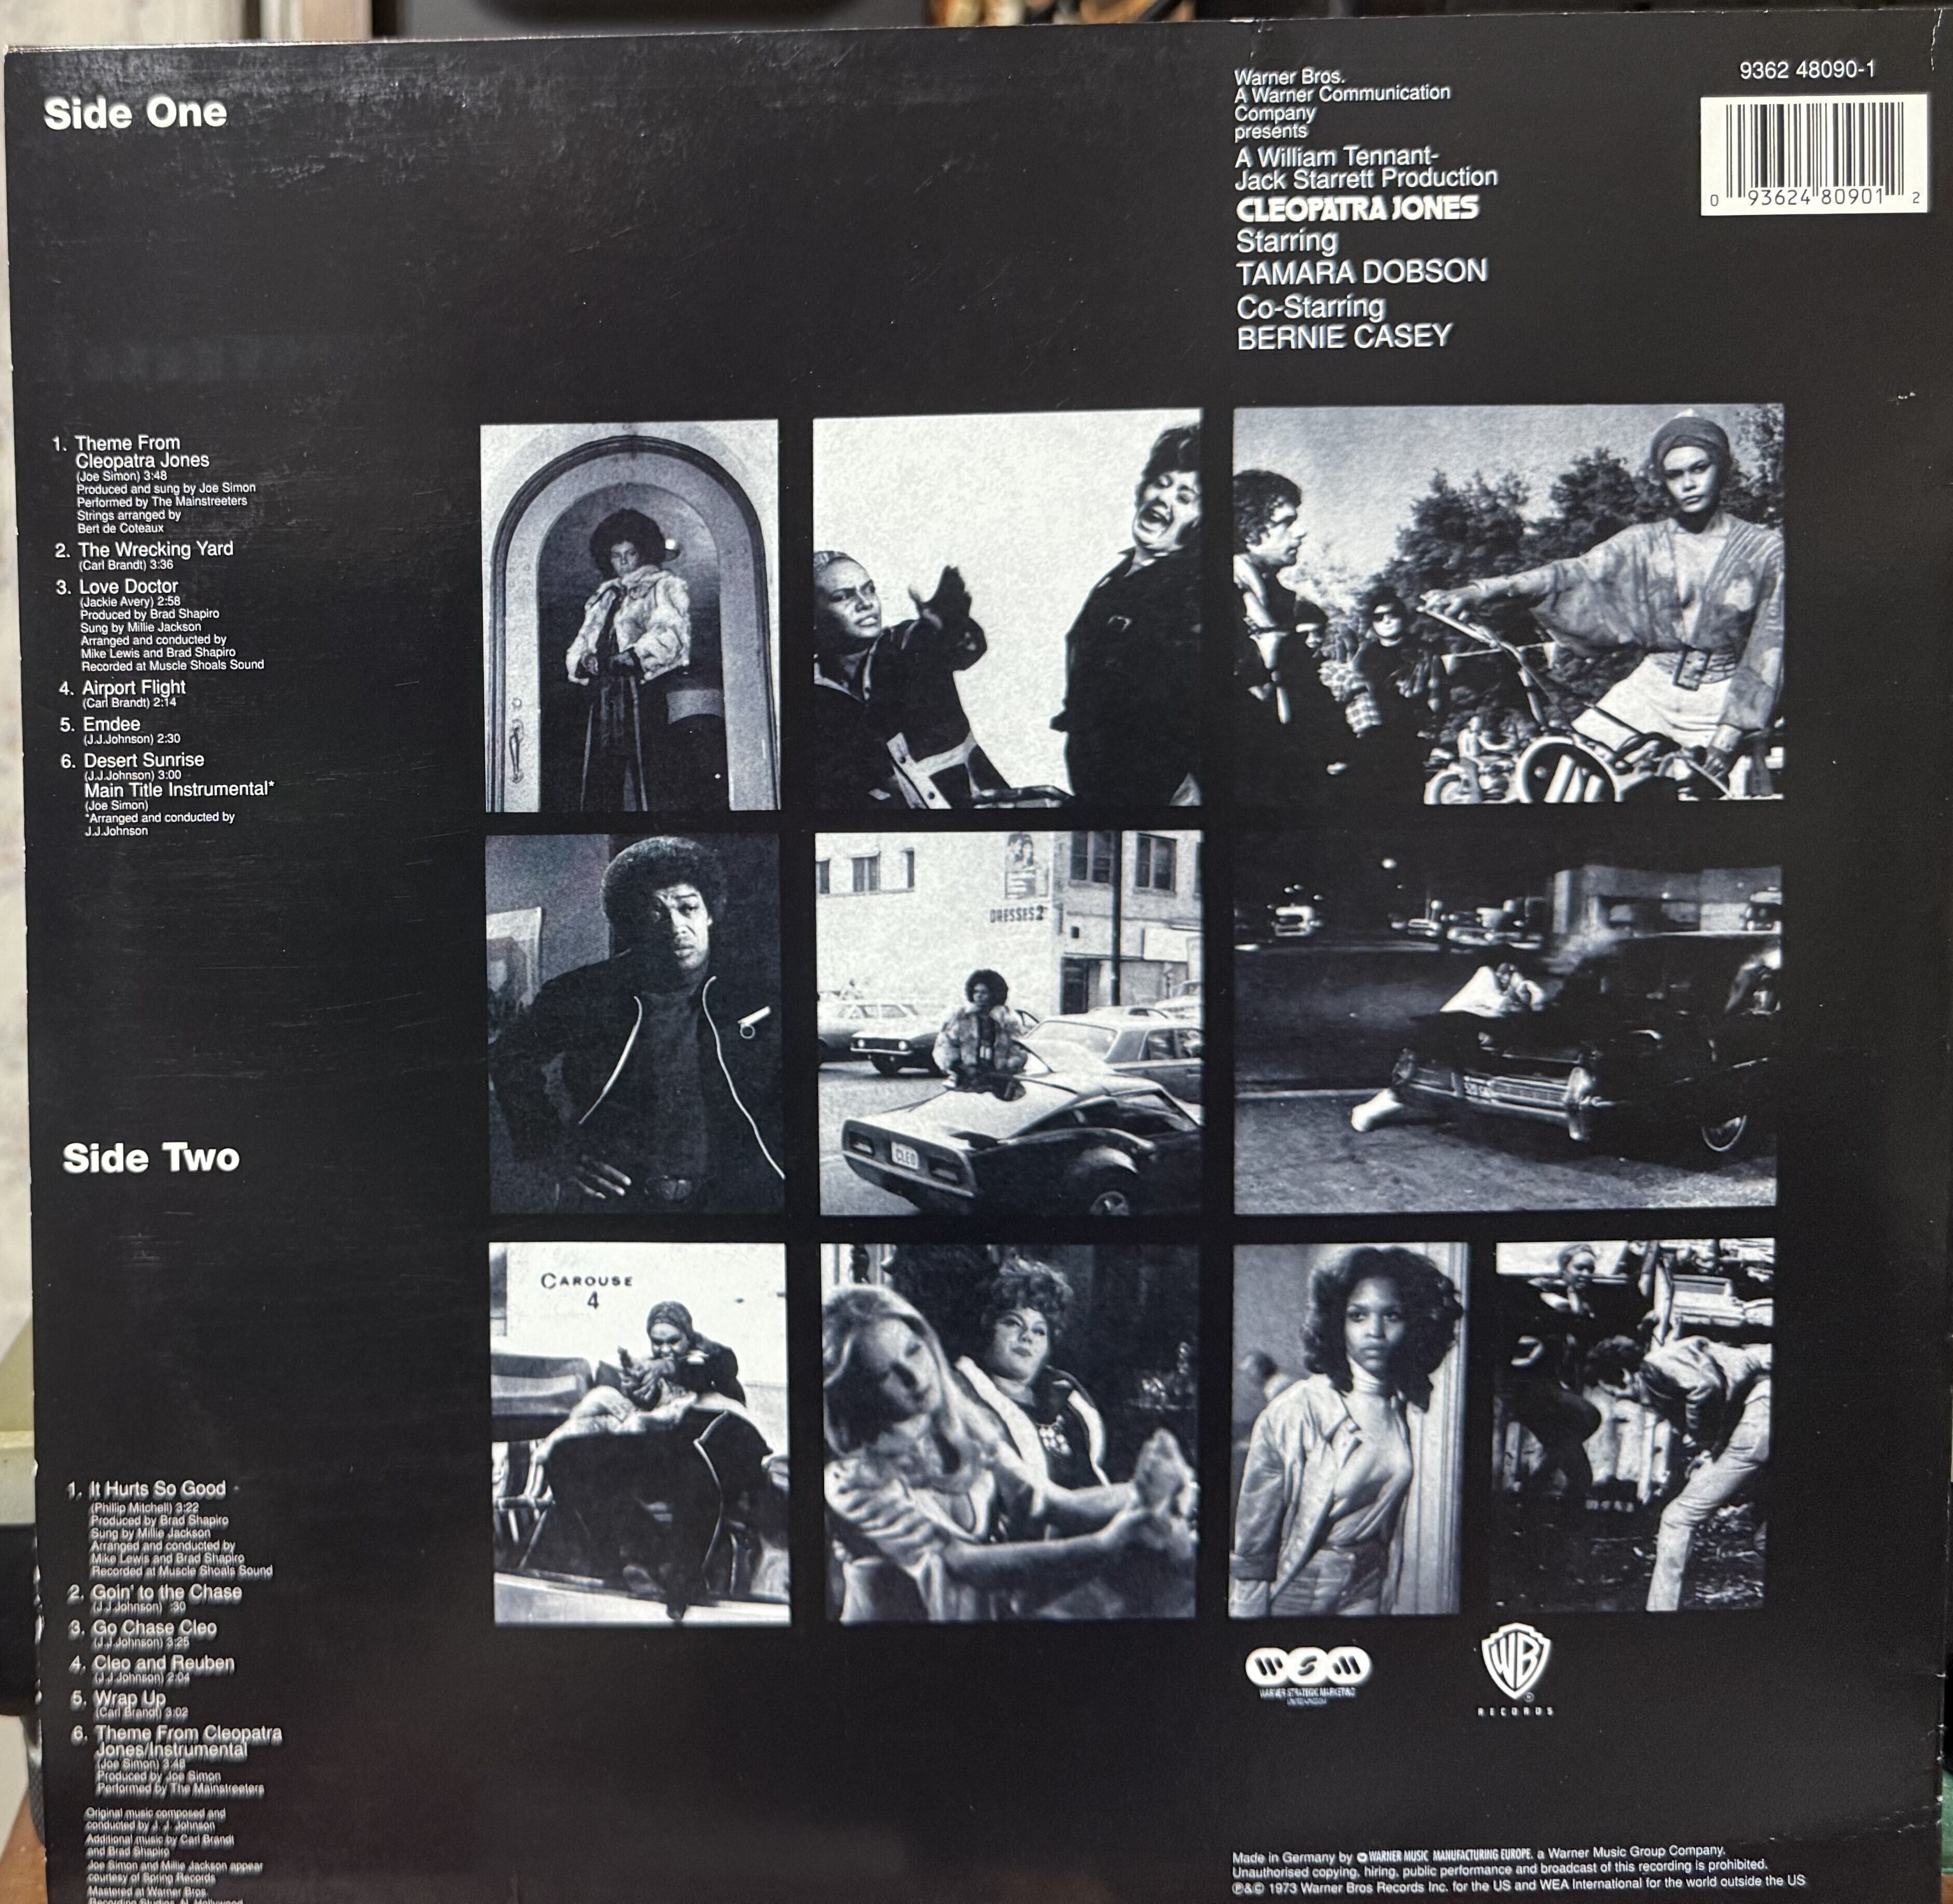 Side One
1. Theme From
Cleopatra Jones
(Joe Simon) 3:48
Produced and sung by Joe Simon
Performed by The Mainstreeters
Strings arranged by
Bert de Coteaux
2. The Wrecking Yard
(Carl Brandt) 3:36
3. Love Doctor
(Jackie Avery) 2:58
Produced by Brad Shapiro
Sung by Millie Jackson
Arranged and conducted by
Mike Lewis and Brad Shapiro
Recorded at Muscle Shoals Sound
4. Airport Flight
(Carl Brandt) 2:14
5. Emdee
(J.J.Johnson) 2:30
6. Desert Sunrise
(J.J.Johnson) 3:00
Main Title Instrumental*
(Joe Simon)
*Arranged and conducted by
J.J.Johnson
Side Two
1. It Hurts So Good
(Phillip Mitchell) 3:22
Produced by Brad Shapiro
Sung by Millie Jackson
Arranged and conducted by
Mike Lewis and Brad Shapiro
Recorded at Muscle Shoals Sound
2. Goin' to the Chase
(J.J.Johnson) :30
3. Go Chase Cleo
(J.J.Johnson) 3:25
4. Cleo and Reuben
(J.J.Johnson) 2:04
5. Wrap Up
(Carl Brandt) 3:02
6. Theme From Cleopatra
Jones/Instrumental
(Joe Simon) 3:48
Produced by Joe Simon
Performed by The Mainstreeters
Original music composed and
conducted by J. J. Johnson
Additional music by Carl Brandt
and Brad Shapiro
Joe Simon and Millie Jackson appear
courtesy of Spring Records
Mastered at Warner Bros.
Recording Studios, N. Hollywood
Warner Bros.
A Warner Communication
Company
presents
A William Tennant-
Jack Starrett Production
CLEOPATRA JONES
Starring
TAMARA DOBSON
Co-Starring
BERNIE CASEY
9362 48090-1
0 93624 80901 2
DRESSES 2
CLEO
CAROUSE
4
WSM
WARNER STRATEGIC MARKETING
UNITED KINGDOM
WB
RECORDS
Made in Germany by WARNER MUSIC MANUFACTURING EUROPE. a Warner Music Group Company.
Unauthorised copying, hiring, public performance and broadcast of this recording is prohibited.
℗&© 1973 Warner Bros Records Inc. for the US and WEA International for the world outside the US